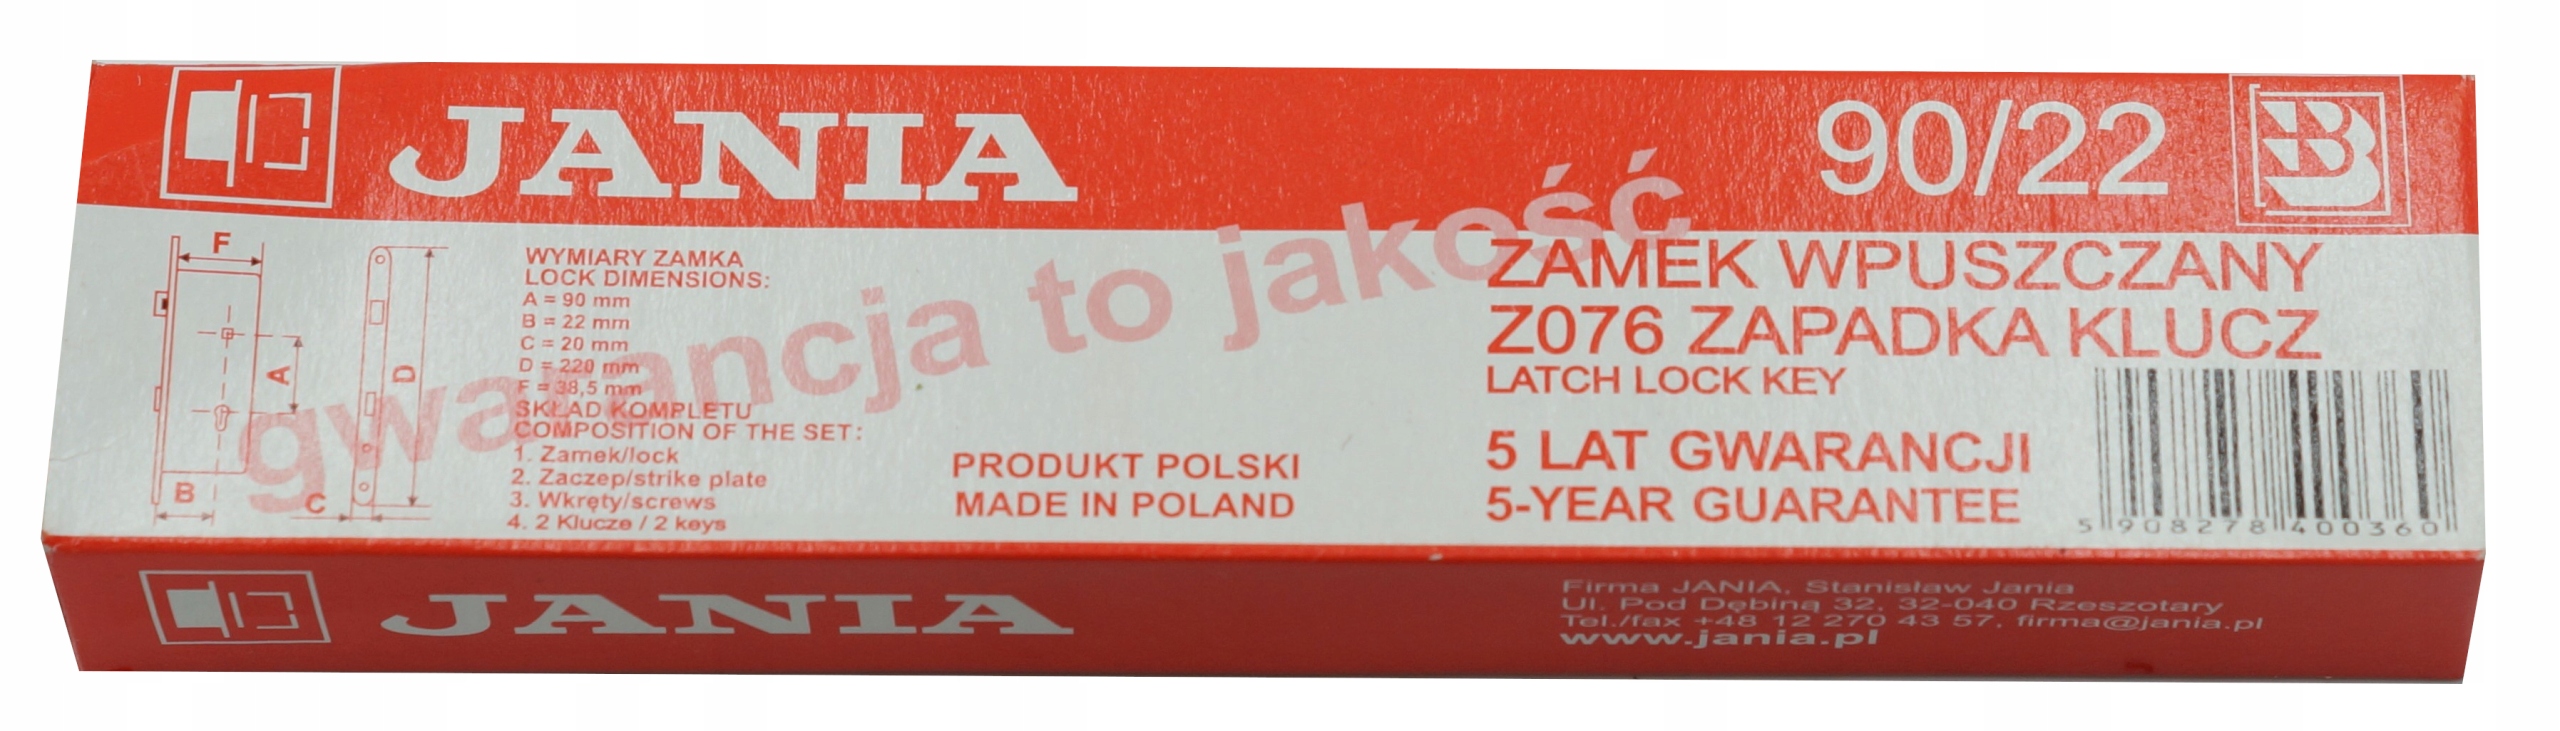 JANIA
90/22
B
F
A
D
B
C
WYMIARY ZAMKA
LOCK DIMENSIONS:
A = 90 mm
B = 22 mm
C = 20 mm
D = 220 mm
F = 38,5 mm
SKŁAD KOMPLETU
COMPOSITION OF THE SET:
1. Zamek/lock
2. Zaczep/strike plate
3. Wkręty/screws
4. 2 Klucze / 2 keys
gwarancja to jakość
PRODUKT POLSKI
MADE IN POLAND
ZAMEK WPUSZCZANY
Z076 ZAPADKA KLUCZ
LATCH LOCK KEY
5 LAT GWARANCJI
5-YEAR GUARANTEE
5 908278 400360
JANIA
Firma JANIA, Stanisław Jania
Ul. Pod Dębiną 32, 32-040 Rzeszotary
Tel./fax +48 12 270 43 57, firma@jania.pl
www.jania.pl